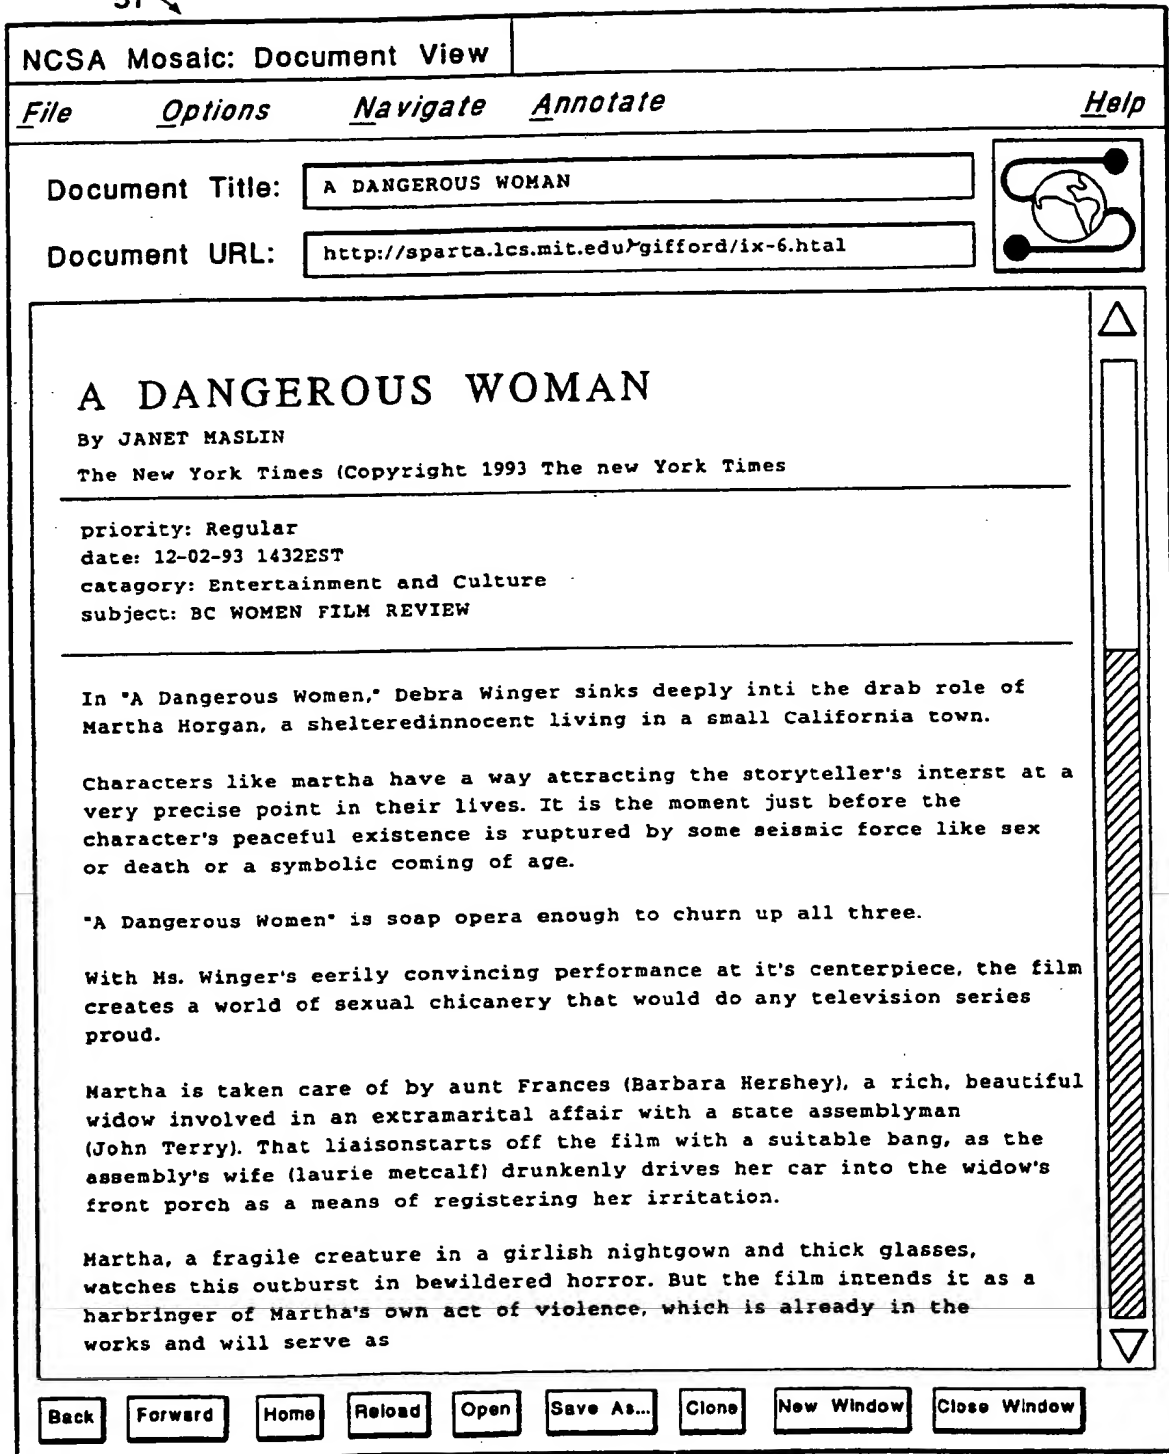 NCSA Mosaic: Document View
File Options Navigate Annotate Help
Document Title: A DANGEROUS WOMAN
Document URL: http://sparta.lcs.mit.edu/~gifford/ix-6.htal
A DANGEROUS WOMAN
By JANET MASLIN
The New York Times (Copyright 1993 The new York Times
priority: Regular
date: 12-02-93 1432EST
catagory: Entertainment and Culture
subject: BC WOMEN FILM REVIEW
In "A Dangerous Women," Debra Winger sinks deeply inti the drab role of
Martha Horgan, a shelteredinnocent living in a small California town.
Characters like martha have a way attracting the storyteller's interst at a
very precise point in their lives. It is the moment just before the
character's peaceful existence is ruptured by some seismic force like sex
or death or a symbolic coming of age.
"A Dangerous Women" is soap opera enough to churn up all three.
With Ms. Winger's eerily convincing performance at it's centerpiece, the film
creates a world of sexual chicanery that would do any television series
proud.
Martha is taken care of by aunt Frances (Barbara Hershey), a rich, beautiful
widow involved in an extramarital affair with a state assemblyman
(John Terry). That liaisonstarts off the film with a suitable bang, as the
assembly's wife (laurie metcalf) drunkenly drives her car into the widow's
front porch as a means of registering her irritation.
Martha, a fragile creature in a girlish nightgown and thick glasses,
watches this outburst in bewildered horror. But the film intends it as a
harbringer of Martha's own act of violence, which is already in the
works and will serve as
Back Forward Home Reload Open Save As... Clone New Window Close Window